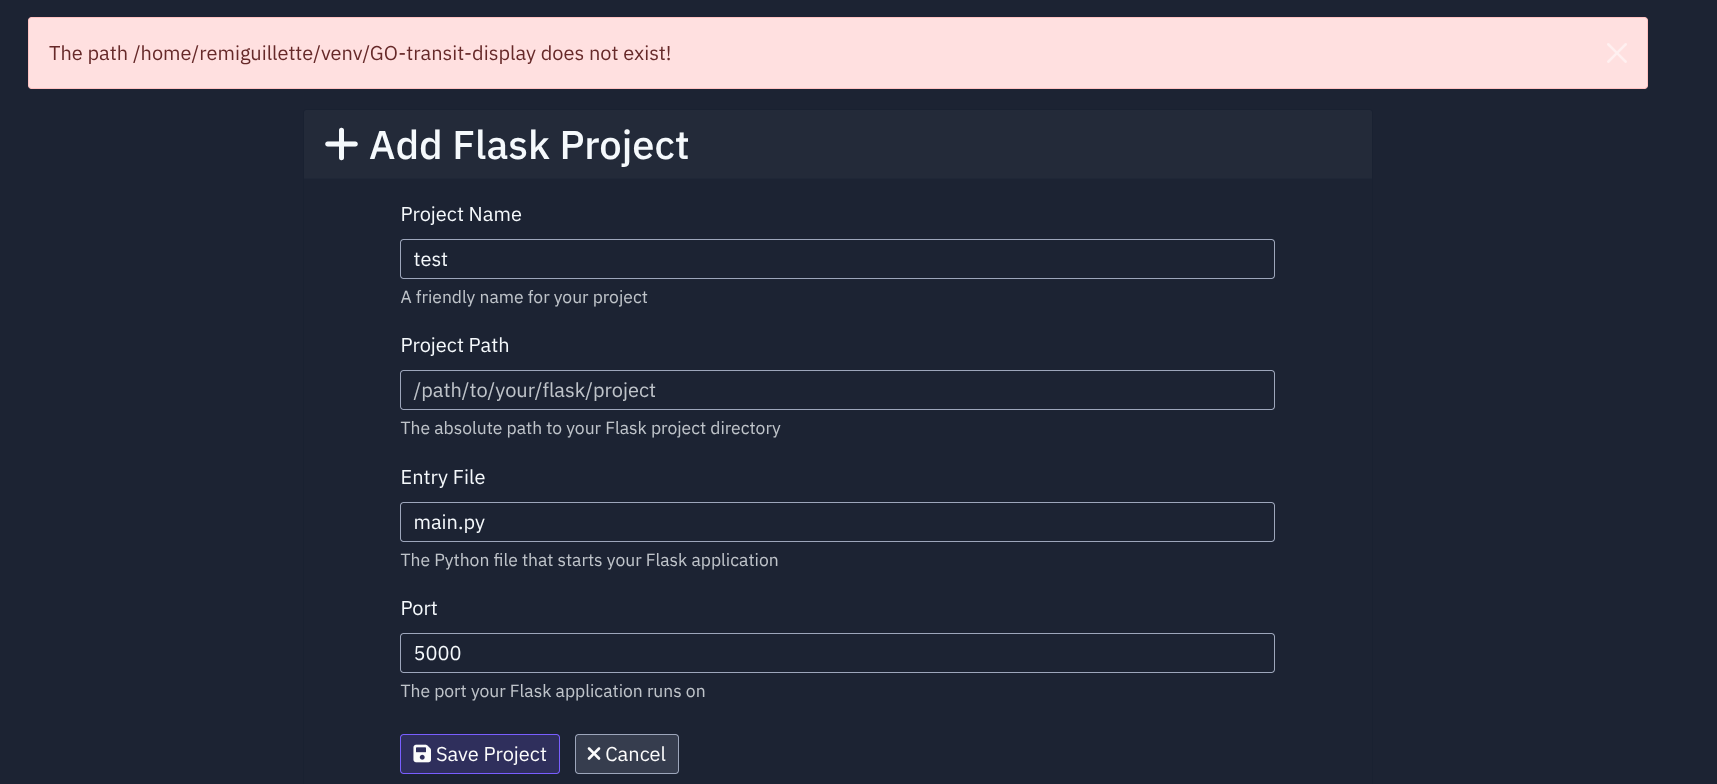 The path /home/remiguillette/venv/GO-transit-display does not exist!
Add Flask Project
Project Name
test
A friendly name for your project
Project Path
/path/to/your/flask/project
The absolute path to your Flask project directory
Entry File
main.py
The Python file that starts your Flask application
Port
5000
The port your Flask application runs on
Save Project Cancel